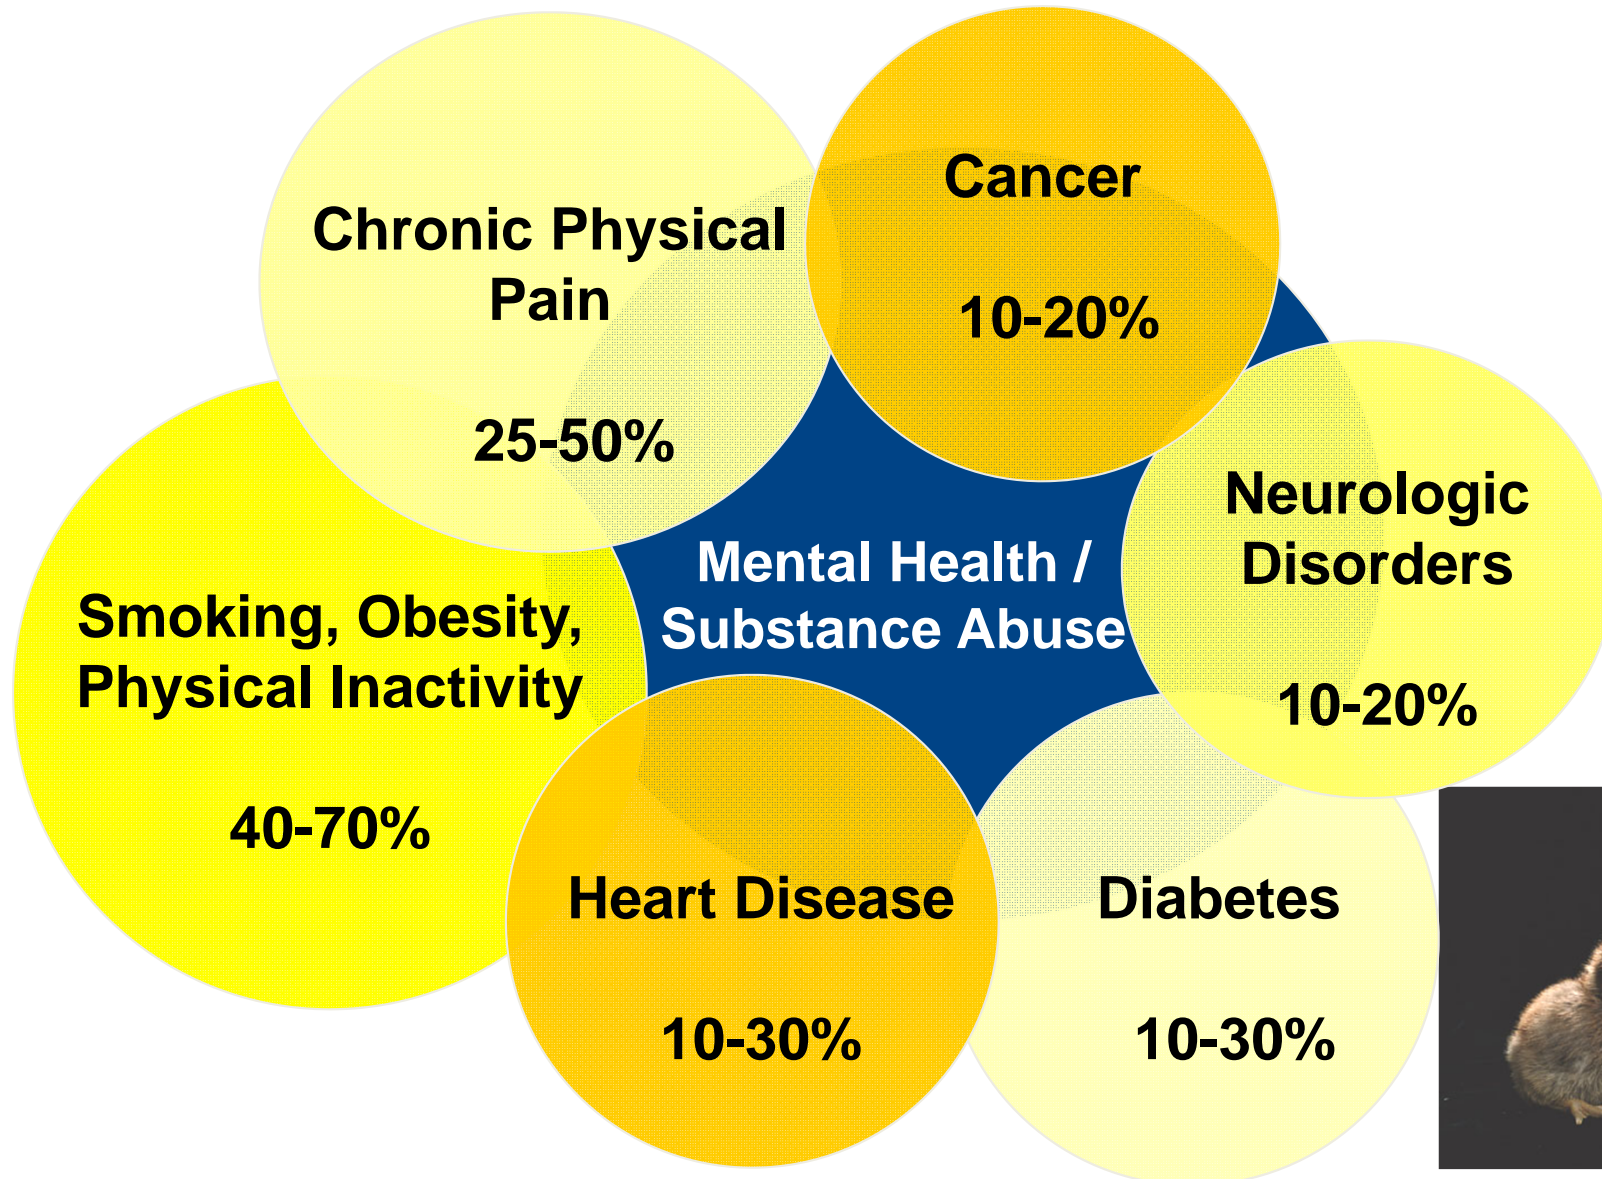 Cancer
10-20%
Chronic Physical
Pain
25-50%
Neurologic
Disorders
10-20%
Mental Health /
Substance Abuse
Smoking, Obesity,
Physical Inactivity
40-70%
Heart Disease
10-30%
Diabetes
10-30%